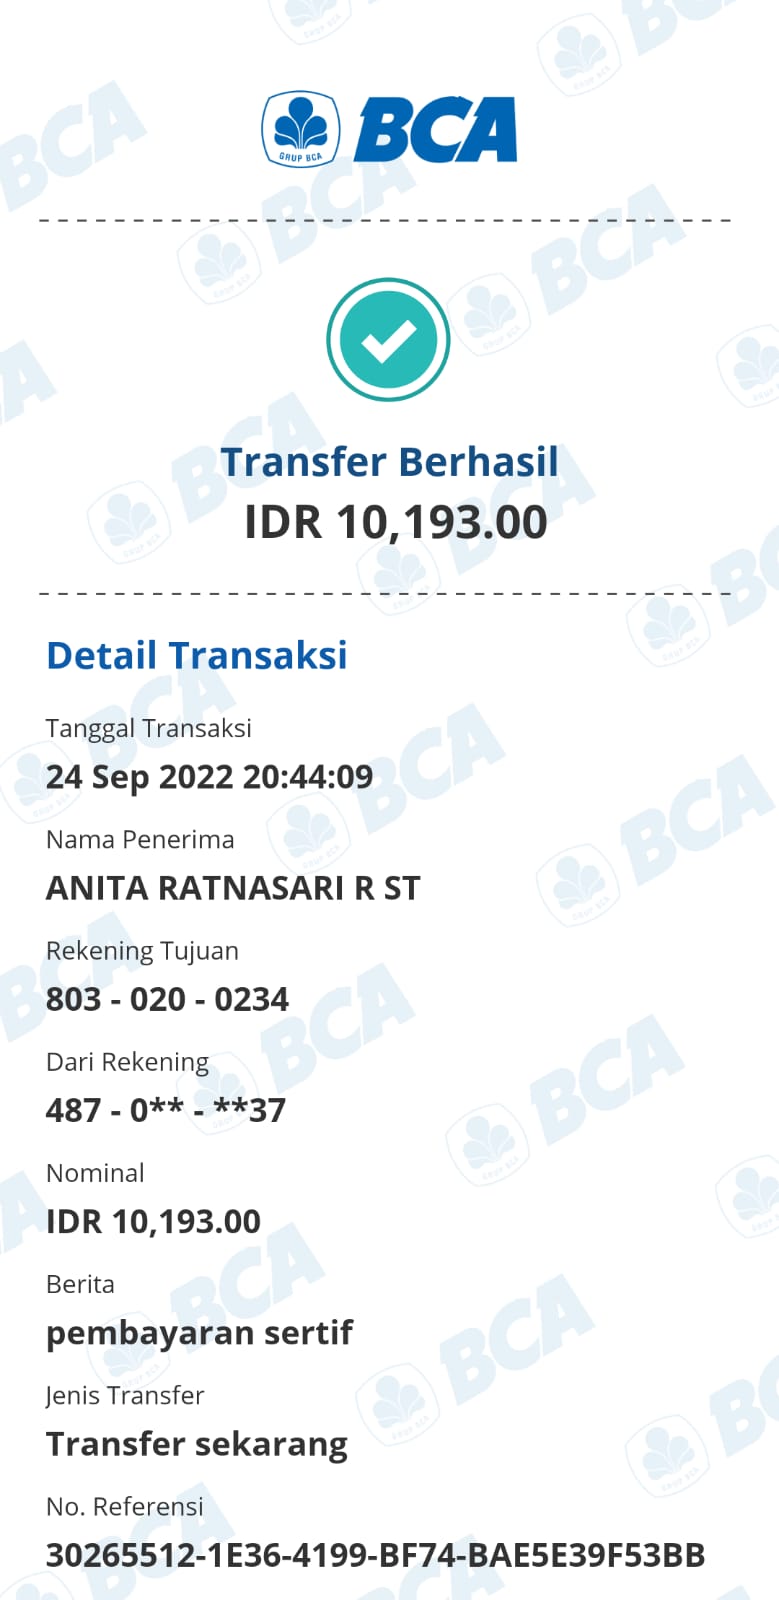 GRUP BCA
BCA
Transfer Berhasil
IDR 10,193.00
Detail Transaksi
Tanggal Transaksi
24 Sep 2022 20:44:09
Nama Penerima
ANITA RATNASARI R ST
Rekening Tujuan
803 - 020 - 0234
Dari Rekening
487 - 0** - **37
Nominal
IDR 10,193.00
Berita
pembayaran sertif
Jenis Transfer
Transfer sekarang
No. Referensi
30265512-1E36-4199-BF74-BAE5E39F53BB